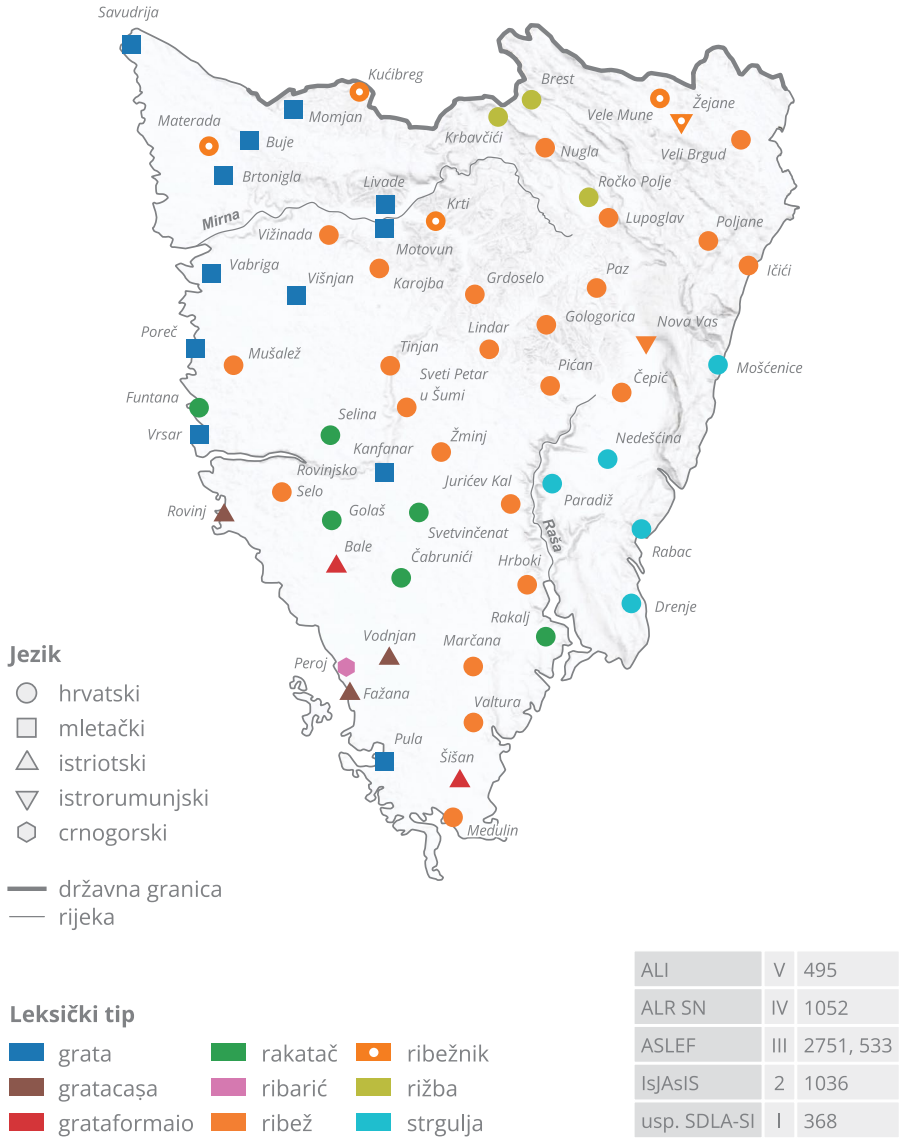 Savudrija
Kućibreg
Brest
Momjan
Vele Mune
Žejane
Materada
Krbavčići
Buje
Nugla
Veli Brgud
Brtonigla
Livade
Ročko Polje
Krti
Lupoglav
Poljane
Mirna
Vižinada
Motovun
Vabriga
Višnjan
Karojba
Grdoselo
Paz
Ičići
Gologorica
Nova Vas
Poreč
Lindar
Mušalež
Tinjan
Pićan
Mošćenice
Sveti Petar
u Šumi
Čepić
Funtana
Selina
Vrsar
Žminj
Nedešćina
Kanfanar
Rovinjsko
Selo
Jurićev Kal
Paradiž
Rovinj
Golaš
Svetvinčenat
Raša
Rabac
Bale
Čabrunići
Hrboki
Drenje
Rakalj
Vodnjan
Marčana
Peroj
Fažana
Valtura
Pula
Šišan
Medulin
Jezik
hrvatski
mletački
istriotski
istrorumunjski
crnogorski
državna granica
rijeka
Leksički tip
grata
gratacaşa
grataformaio
rakatač
ribarić
ribež
ribežnik
rižba
strgulja
ALI V 495
ALR SN IV 1052
ASLEF III 2751, 533
IsJAsIS 2 1036
usp. SDLA-SI I 368